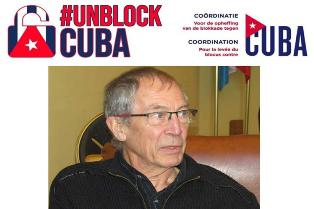 #UNBLOCK
CUBA
COÖRDINATIE
Voor de opheffing
van de blokkade tegen
COORDINATION
Pour la levée du
blocus contre
CUBA